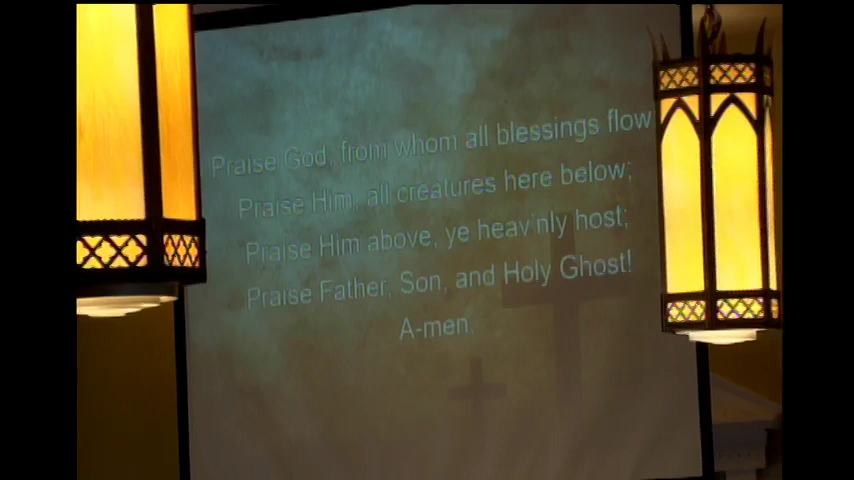 Praise God, from whom all blessings flow
Praise Him, all creatures here below;
Praise Him above, ye heav'nly host;
Praise Father, Son, and Holy Ghost!
A-men.